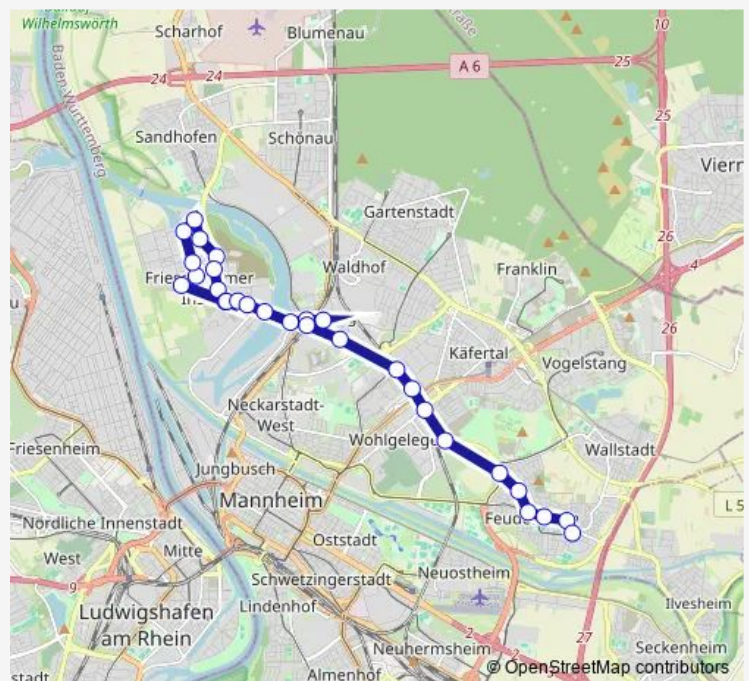 Wilhelmswörth
Scharhof
Blumenau
10
25
A 6
24
24
Baden-Württemberg
Sandhofen
Schönau
25
Viern
Gartenstadt
26
Waldhof
Franklin
4
26
Käfertal
Vogelstang
Neckarstadt-
West
Wohlgelege
Friesenheim
Wallstadt
Jungbusch
Mannheim
L 5
Nördliche Innenstadt
Oststadt
West
Mitte
9
Schwetzingerstadt
Neuostheim
Lindenhof
Ludwigshafen
am Rhein
Ilvesheim
2
27
Neuhermsheim
Seckenheim
Almenhof
© OpenStreetMap contributors